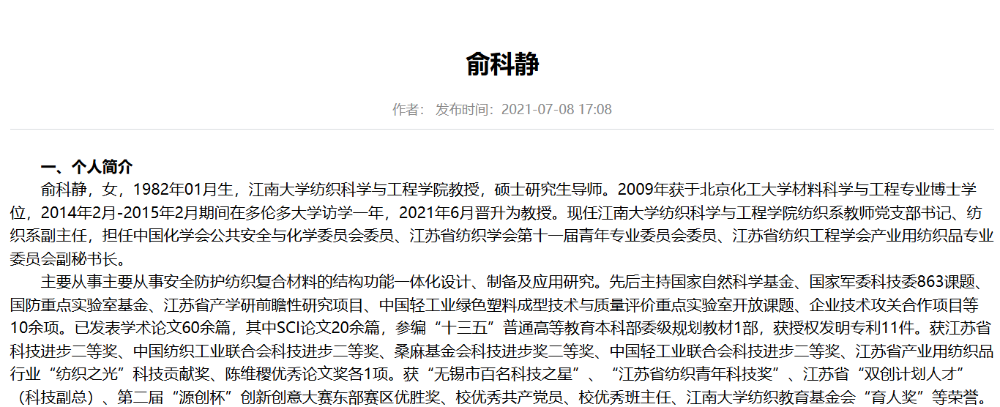 俞科静
作者： 发布时间：2021-07-08 17:08
一、个人简介
俞科静，女，1982年01月生，江南大学纺织科学与工程学院教授，硕士研究生导师。2009年获于北京化工大学材料科学与工程专业博士学
位，2014年2月-2015年2月期间在多伦多大学访学一年，2021年6月晋升为教授。现任江南大学纺织科学与工程学院纺织系教师党支部书记、纺
织系副主任，担任中国化学会公共安全与化学委员会委员、江苏省纺织学会第十一届青年专业委员会委员、江苏省纺织工程学会产业用纺织品专业
委员会副秘书长。
主要从事主要从事安全防护纺织复合材料的结构功能一体化设计、制备及应用研究。先后主持国家自然科学基金、国家军委科技委863课题、
国防重点实验室基金、江苏省产学研前瞻性研究项目、中国轻工业绿色塑料成型技术与质量评价重点实验室开放课题、企业技术攻关合作项目等
10余项。已发表学术论文60余篇，其中SCI论文20余篇，参编“十三五”普通高等教育本科部委级规划教材1部，获授权发明专利11件。获江苏省
科技进步二等奖、中国纺织工业联合会科技进步二等奖、桑麻基金会科技进步奖二等奖、中国轻工业联合会科技进步二等奖、江苏省产业用纺织品
行业“纺织之光”科技贡献奖、陈维稷优秀论文奖各1项。获“无锡市百名科技之星”、“江苏省纺织青年科技奖”、江苏省“双创计划人才”
（科技副总）、第二届“源创杯”创新创意大赛东部赛区优胜奖、校优秀共产党员、校优秀班主任、江南大学纺织教育基金会“育人奖”等荣誉。